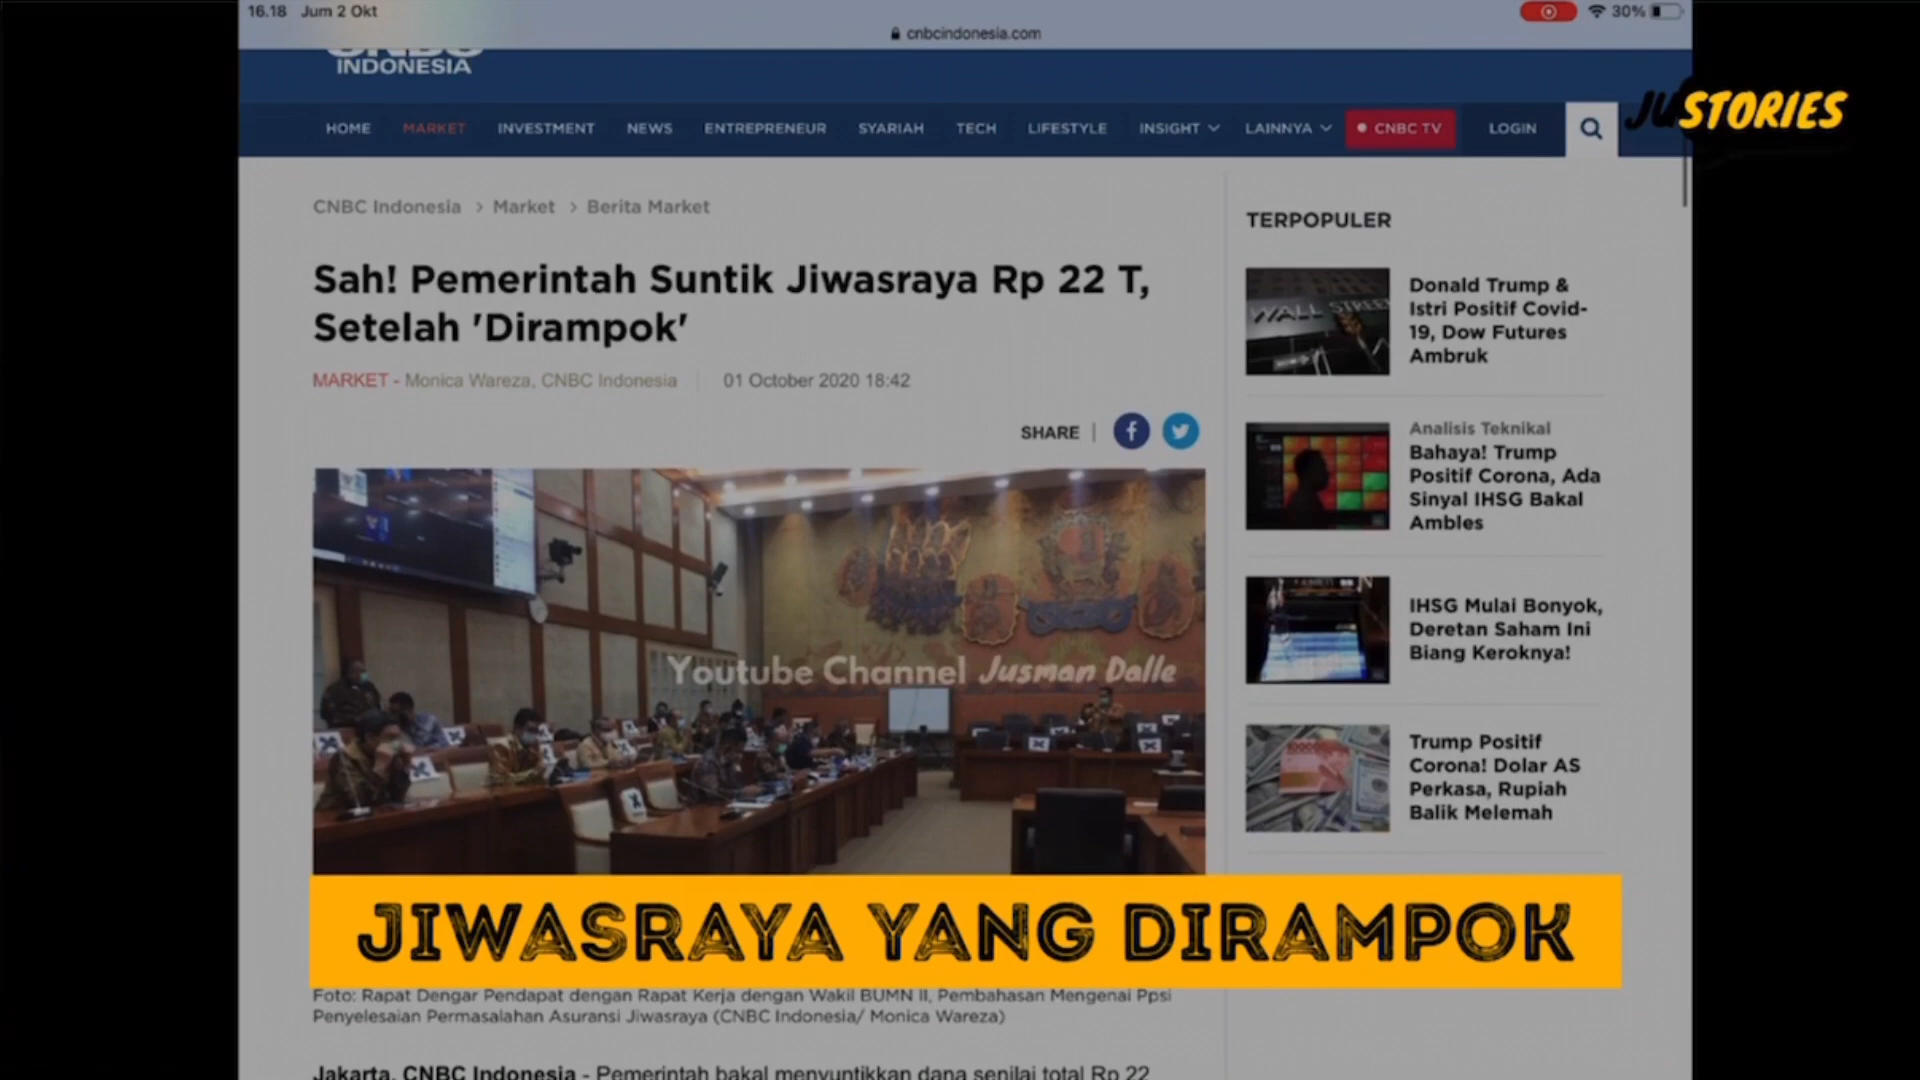 16.18 Jum 2 Okt
30%
cnbcindonesia.com
INDONESIA
JUSTORIES
HOME MARKET INVESTMENT NEWS ENTREPRENEUR SYARIAH TECH LIFESTYLE INSIGHT LAINNYA CNBC TV LOGIN
CNBC Indonesia > Market > Berita Market
Sah! Pemerintah Suntik Jiwasraya Rp 22 T,
Setelah 'Dirampok'
MARKET - Monica Wareza, CNBC Indonesia 01 October 2020 18:42
SHARE |
Youtube Channel Jusman Dalle
JIWASRAYA YANG DIRAMPOK
Foto: Rapat Dengar Pendapat dengan Rapat Kerja dengan Wakil BUMN II, Pembahasan Mengenai Ppsi
Penyelesaian Permasalahan Asuransi Jiwasraya (CNBC Indonesia/ Monica Wareza)
Jakarta, CNBC Indonesia - Pemerintah bakal menyuntikkan dana senilai total Rp 22
TERPOPULER
WALL STREET
Donald Trump &
Istri Positif Covid-
19, Dow Futures
Ambruk
Analisis Teknikal
Bahaya! Trump
Positif Corona, Ada
Sinyal IHSG Bakal
Ambles
IHSG Mulai Bonyok,
Deretan Saham Ini
Biang Keroknya!
Trump Positif
Corona! Dolar AS
Perkasa, Rupiah
Balik Melemah